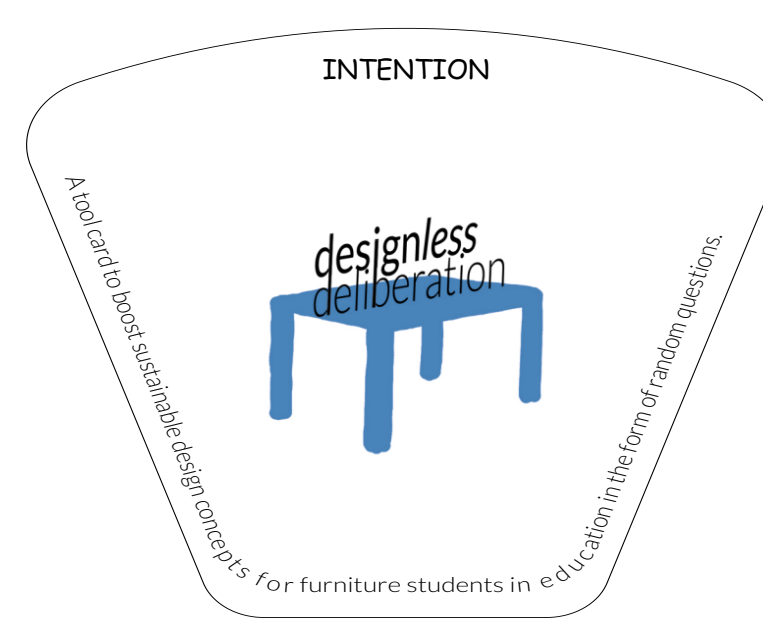 INTENTION
designless
deliberation
A tool card to boost sustainable design concepts for furniture students in education in the form of random questions.